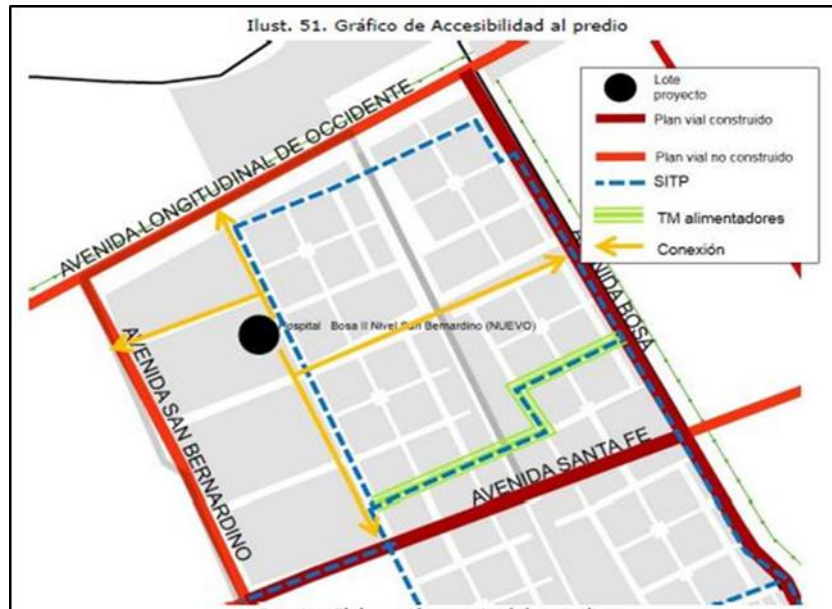 Ilust. 51. Gráfico de Accesibilidad al predio
Lote
proyecto
Plan vial construido
Plan vial no construido
SITP
TM alimentadores
Conexión
AVENIDA LONGITUDINAL DE OCCIDENTE
AVENIDA BOSA
ospital Bosa II Nivel San Bernardino (NUEVO)
AVENIDA SAN BERNARDINO
AVENIDA SANTA FE